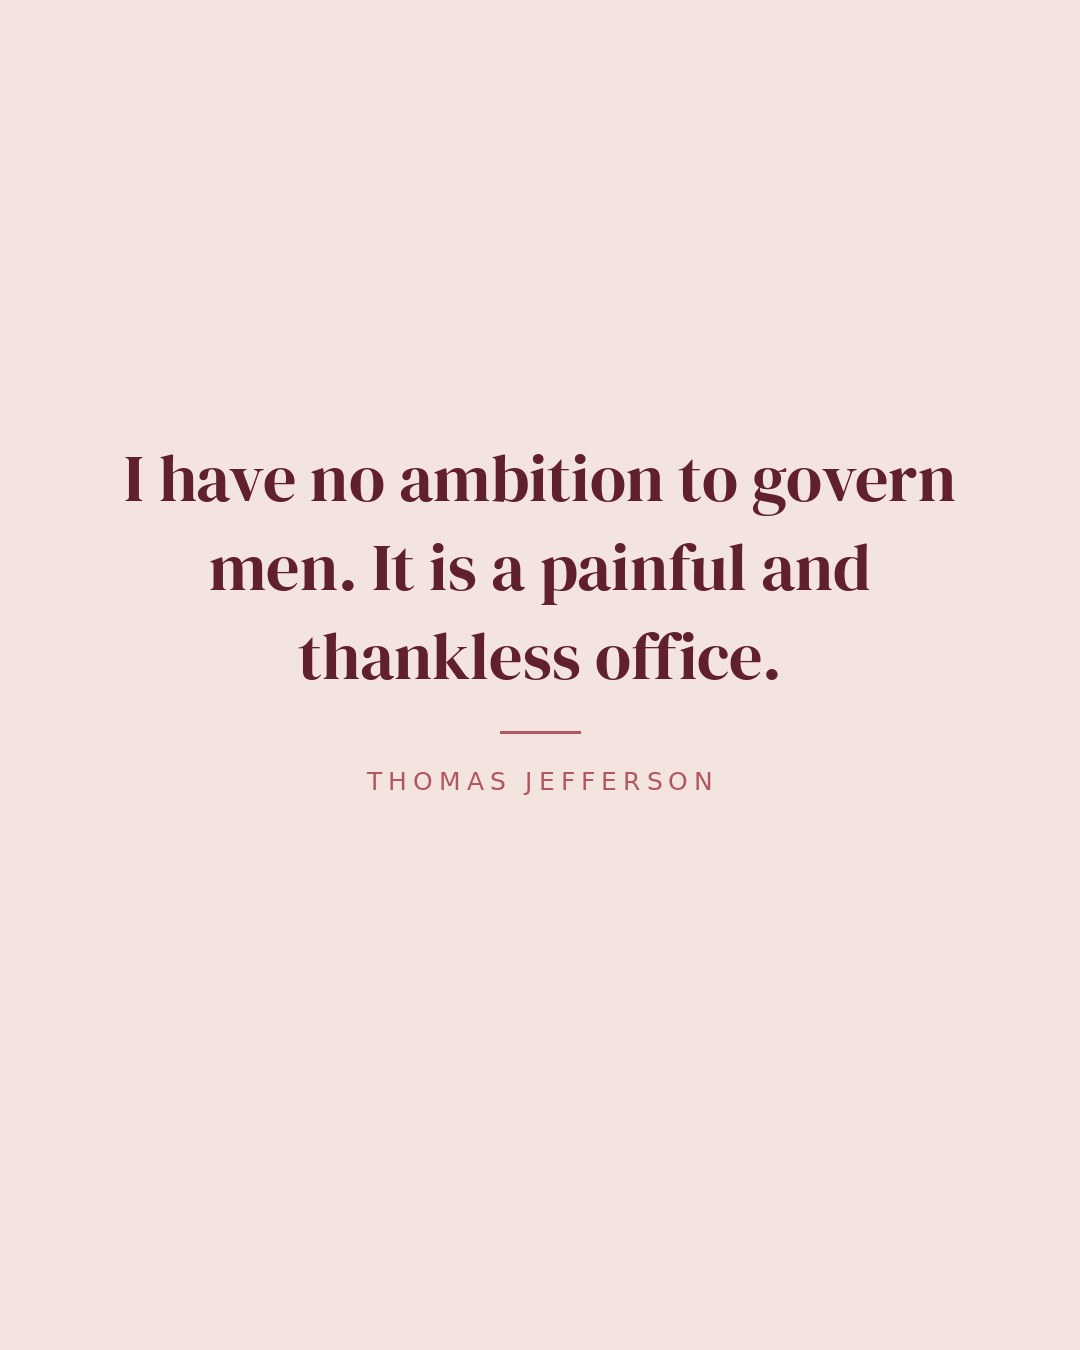 I have no ambition to govern
men. It is a painful and
thankless office.
THOMAS JEFFERSON